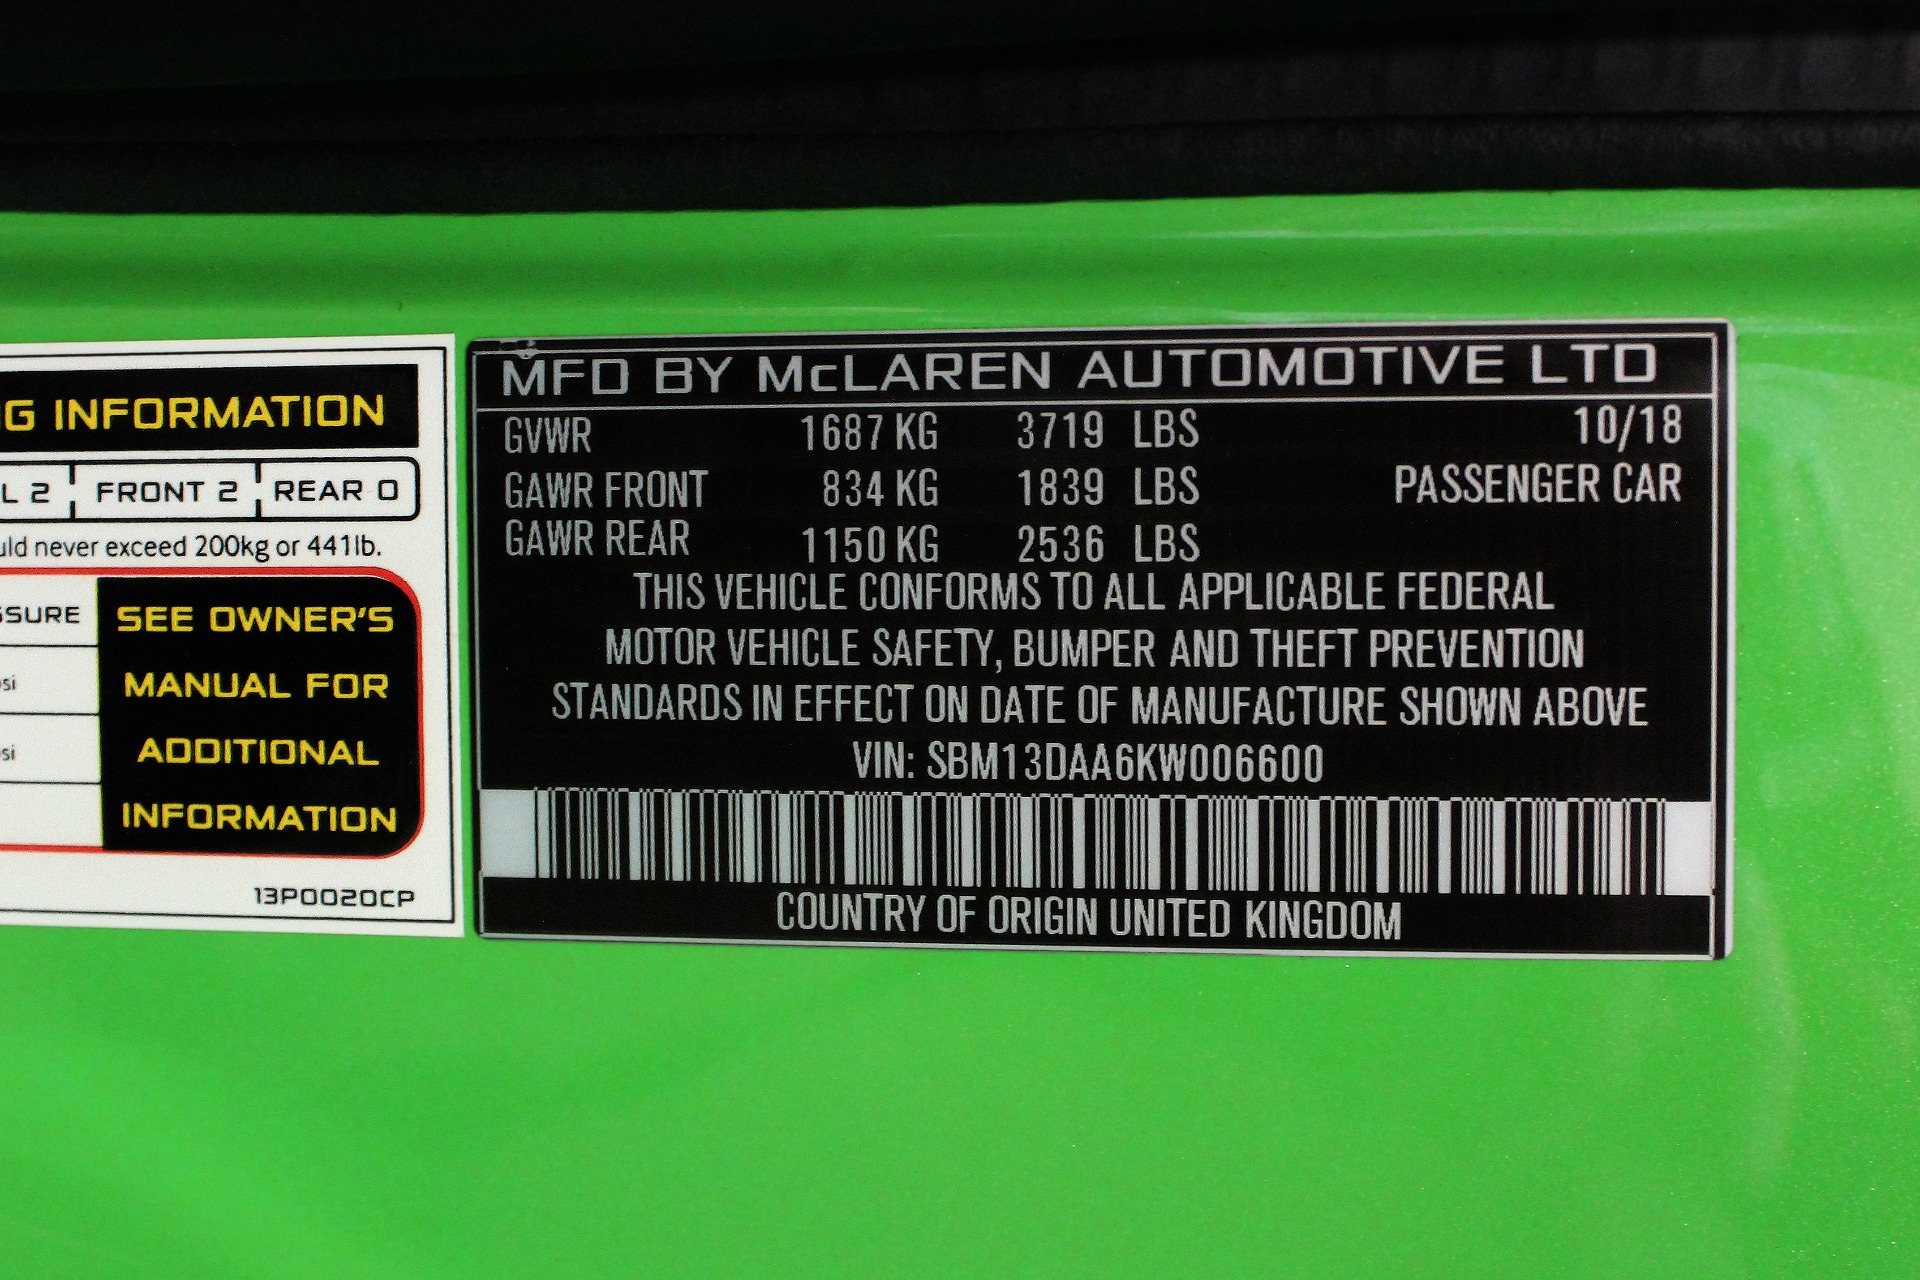 G INFORMATION
L 2 FRONT 2 REAR 0
never exceed 200kg or 441lb.
SEE OWNER'S
MANUAL FOR
ADDITIONAL
INFORMATION
13P0020CP
MFD BY McLAREN AUTOMOTIVE LTD
GVWR 1687 KG 3719 LBS 10/18
GAWR FRONT 834 KG 1839 LBS PASSENGER CAR
GAWR REAR 1150 KG 2536 LBS
THIS VEHICLE CONFORMS TO ALL APPLICABLE FEDERAL
MOTOR VEHICLE SAFETY, BUMPER AND THEFT PREVENTION
STANDARDS IN EFFECT ON DATE OF MANUFACTURE SHOWN ABOVE
VIN: SBM13DAA6KW006600
COUNTRY OF ORIGIN UNITED KINGDOM